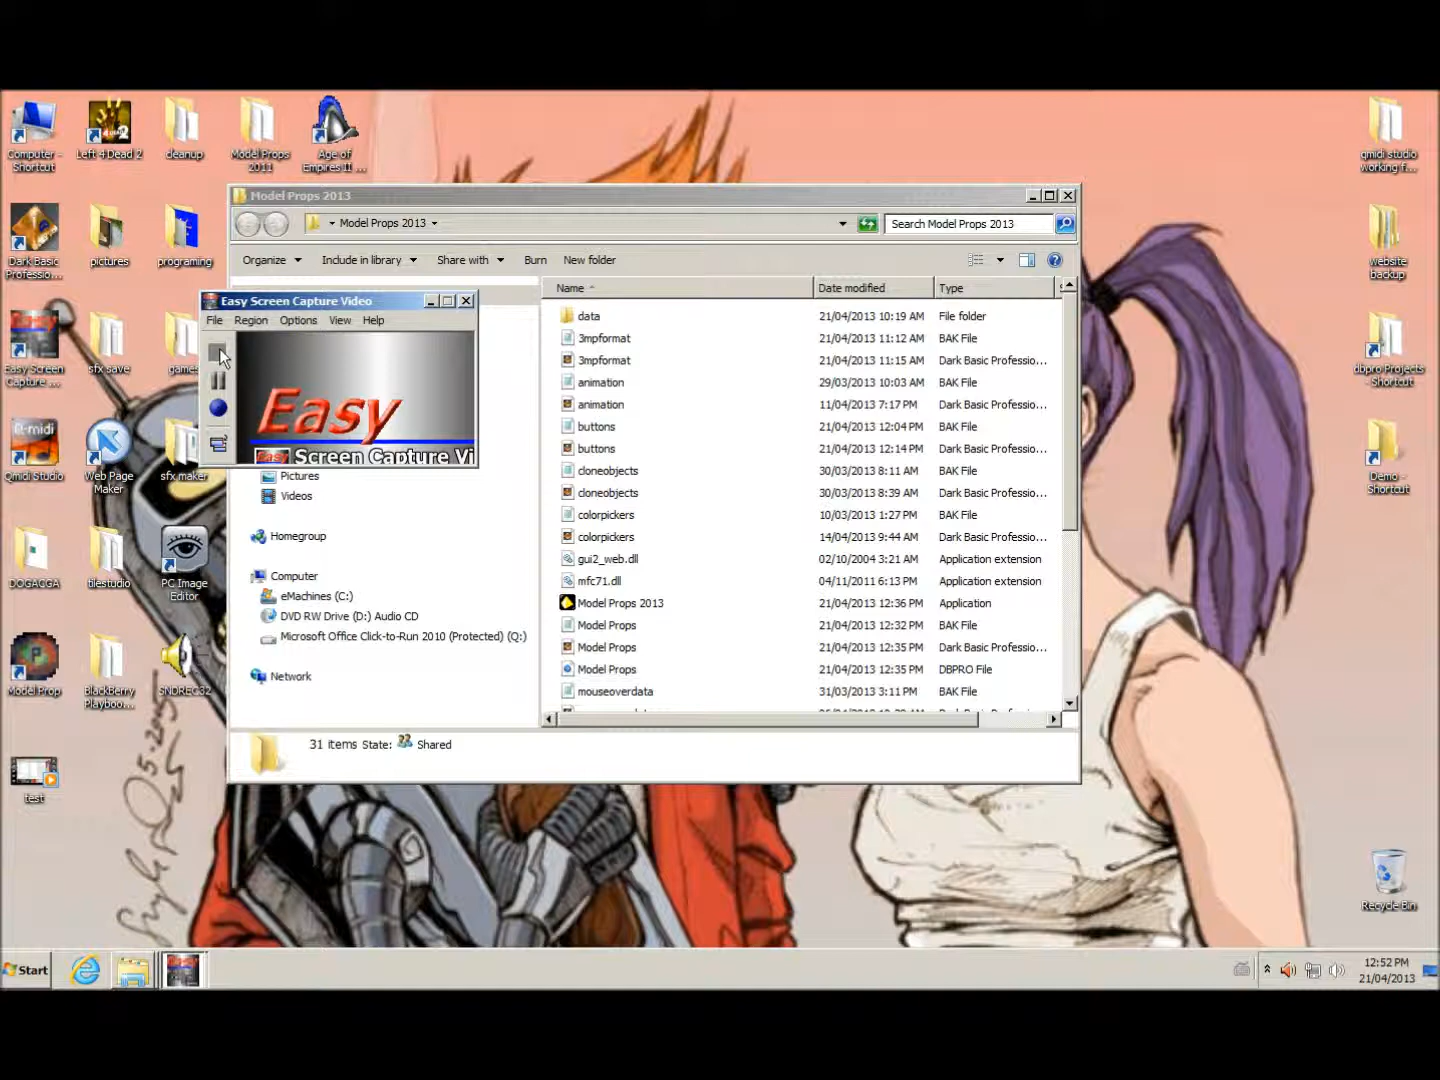 Computer -
Shortcut
Left 4 Dead 2
cleanup
Model Props
2011
Age of
Empires II ...
qmidi studio
working f...
Dark Basic
Professio...
pictures
programing
website
backup
Easy Screen
Capture ...
sfx save
games
dbpro Projects
- Shortcut
Qmidi Studio
Web Page
Maker
sfx maker
Demo -
Shortcut
DOGACGA
tilestudio
PC Image
Editor
Model Prop
BlackBerry
Playboo...
SNDREC32
test
Recycle Bin
Model Props 2013
Model Props 2013
Search Model Props 2013
Organize
Include in library
Share with
Burn
New folder
Name
Date modified
Type
data 21/04/2013 10:19 AM File folder
3mpformat 21/04/2013 11:12 AM BAK File
3mpformat 21/04/2013 11:15 AM Dark Basic Professio...
animation 29/03/2013 10:03 AM BAK File
animation 11/04/2013 7:17 PM Dark Basic Professio...
buttons 21/04/2013 12:04 PM BAK File
buttons 21/04/2013 12:14 PM Dark Basic Professio...
cloneobjects 30/03/2013 8:11 AM BAK File
cloneobjects 30/03/2013 8:39 AM Dark Basic Professio...
colorpickers 10/03/2013 1:27 PM BAK File
colorpickers 14/04/2013 9:44 AM Dark Basic Professio...
gui2_web.dll 02/10/2004 3:21 AM Application extension
mfc71.dll 04/11/2011 6:13 PM Application extension
Model Props 2013 21/04/2013 12:36 PM Application
Model Props 21/04/2013 12:32 PM BAK File
Model Props 21/04/2013 12:35 PM Dark Basic Professio...
Model Props 21/04/2013 12:35 PM DBPRO File
mouseoverdata 31/03/2013 3:11 PM BAK File
Easy Screen Capture Video
File Region Options View Help
Easy
Easy Screen Capture Vi
Pictures
Videos
Homegroup
Computer
eMachines (C:)
DVD RW Drive (D:) Audio CD
Microsoft Office Click-to-Run 2010 (Protected) (Q:)
Network
31 items State: Shared
Start
12:52 PM
21/04/2013